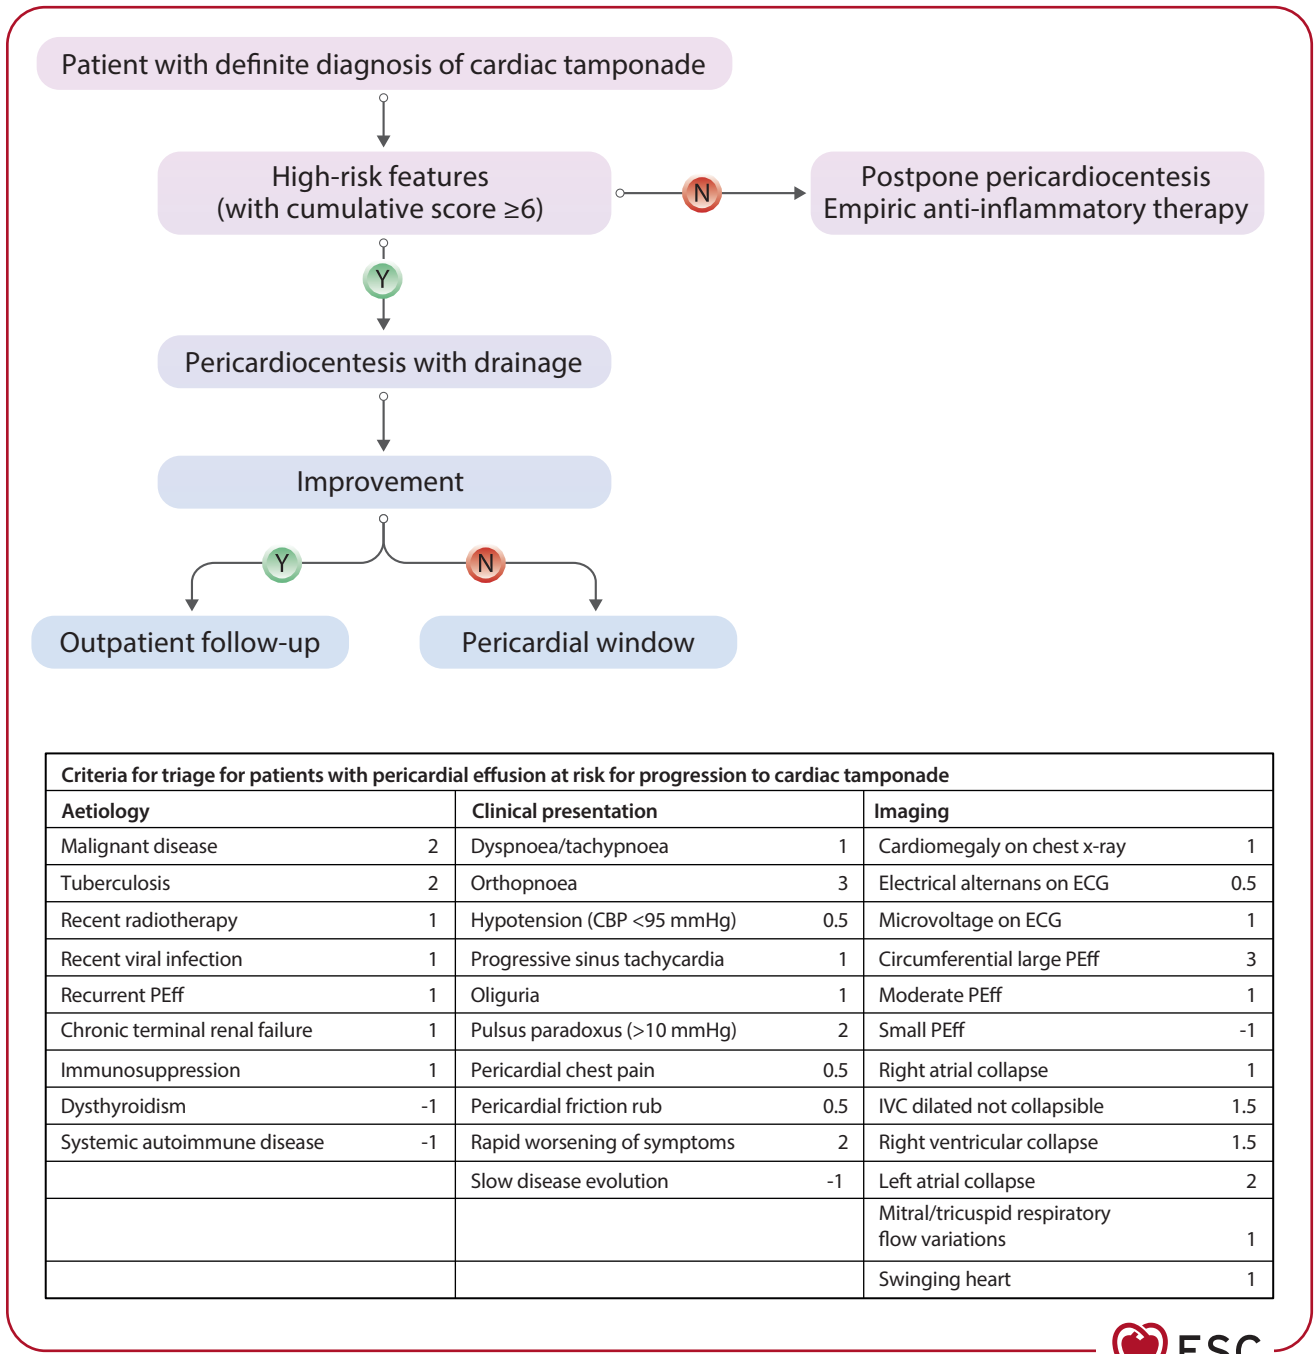 Patient with definite diagnosis of cardiac tamponade
High-risk features
(with cumulative score ≥6)
N
Postpone pericardiocentesis
Empiric anti-inflammatory therapy
Y
Pericardiocentesis with drainage
Improvement
Y
N
Outpatient follow-up
Pericardial window
Criteria for triage for patients with pericardial effusion at risk for progression to cardiac tamponade
Aetiology Clinical presentation Imaging
Malignant disease 2 Dyspnoea/tachypnoea 1 Cardiomegaly on chest x-ray 1
Tuberculosis 2 Orthopnoea 3 Electrical alternans on ECG 0.5
Recent radiotherapy 1 Hypotension (CBP <95 mmHg) 0.5 Microvoltage on ECG 1
Recent viral infection 1 Progressive sinus tachycardia 1 Circumferential large PEff 3
Recurrent PEff 1 Oliguria 1 Moderate PEff 1
Chronic terminal renal failure 1 Pulsus paradoxus (>10 mmHg) 2 Small PEff -1
Immunosuppression 1 Pericardial chest pain 0.5 Right atrial collapse 1
Dysthyroidism -1 Pericardial friction rub 0.5 IVC dilated not collapsible 1.5
Systemic autoimmune disease -1 Rapid worsening of symptoms 2 Right ventricular collapse 1.5
Slow disease evolution -1 Left atrial collapse 2
Mitral/tricuspid respiratory
flow variations 1
Swinging heart 1
ESC